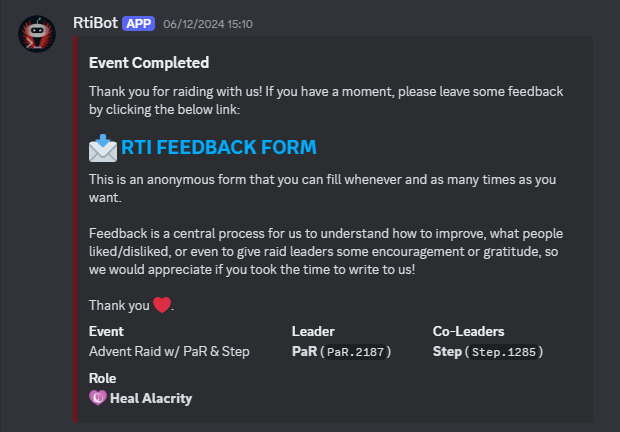 RtiBot APP 06/12/2024 15:10
Event Completed
Thank you for raiding with us! If you have a moment, please leave some feedback
by clicking the below link:
RTI FEEDBACK FORM
This is an anonymous form that you can fill whenever and as many times as you
want.
Feedback is a central process for us to understand how to improve, what people
liked/disliked, or even to give raid leaders some encouragement or gratitude, so
we would appreciate if you took the time to write to us!
Thank you ❤️.
Event Leader Co-Leaders
Advent Raid w/ PaR & Step PaR (PaR.2187) Step (Step.1285)
Role
Heal Alacrity